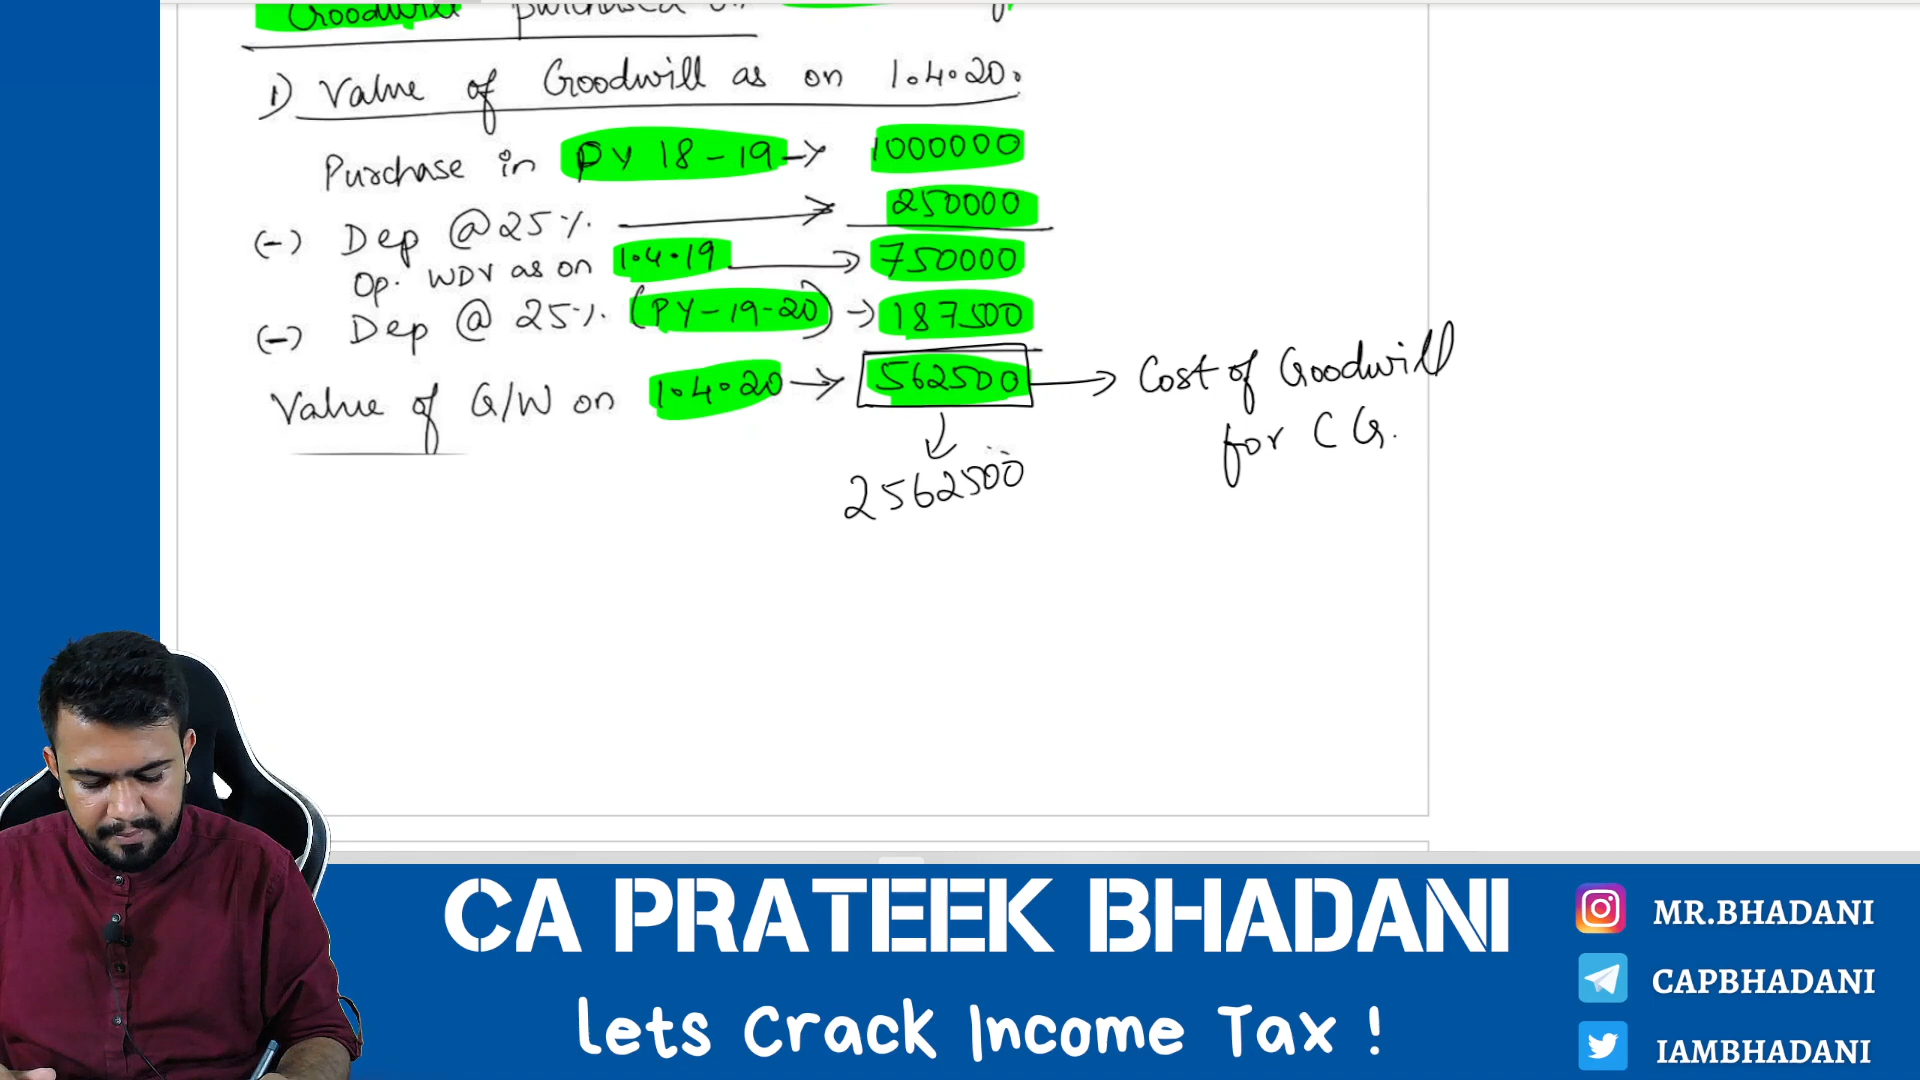 Goodwill purchased
1) Value of Goodwill as on 1.4.20.
Purchase in PY 18-19 → 1000000
(-) Dep @ 25% → 250000
Op. WDV as on 1.4.19 → 750000
(-) Dep @ 25% (PY-19-20) → 187500
Value of G/W on 1.4.20 → 562500 → Cost of Goodwill
for CG.
2562500
CA PRATEEK BHADANI
Lets Crack Income Tax !
MR.BHADANI
CAPBHADANI
IAMBHADANI